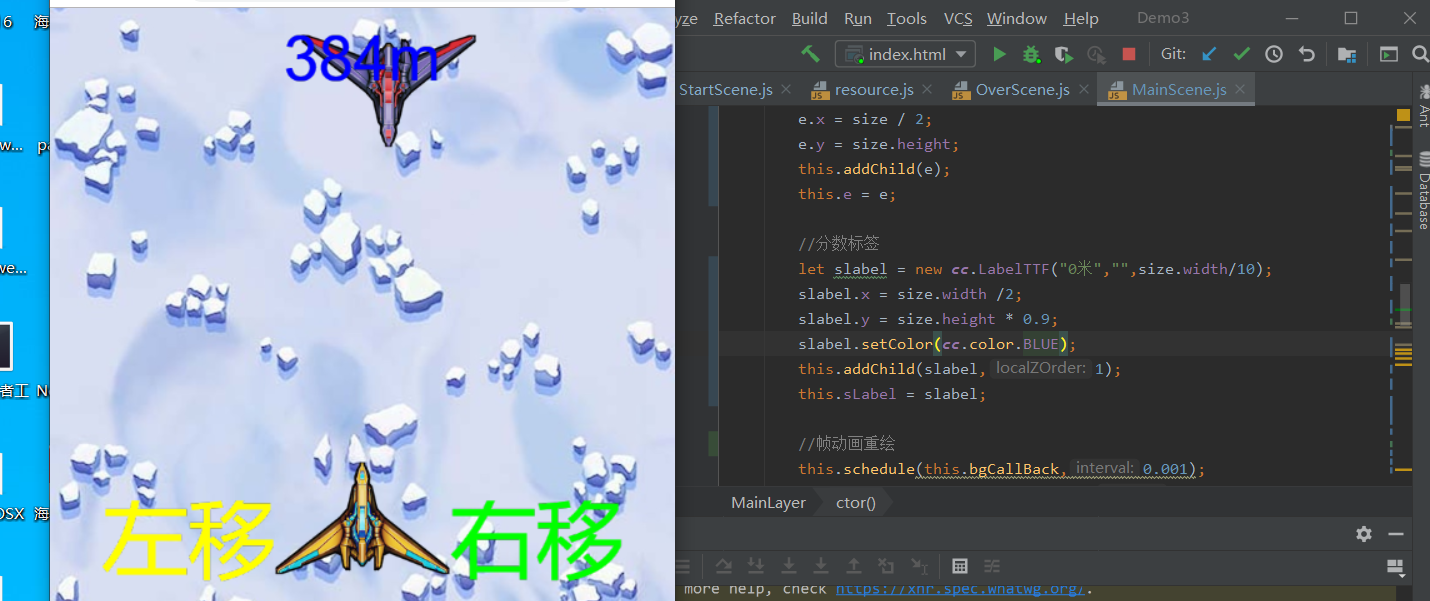 6 海
w... pa
we...
者工 N
OSX 海
384m
左移
右移
yze Refactor Build Run Tools VCS Window Help Demo3
index.html Git:
StartScene.js resource.js OverScene.js MainScene.js
e.x = size / 2;
e.y = size.height;
this.addChild(e);
this.e = e;
//分数标签
let slabel = new cc.LabelTTF("0米","",size.width/10);
slabel.x = size.width /2;
slabel.y = size.height * 0.9;
slabel.setColor(cc.color.BLUE);
this.addChild(slabel, localZOrder: 1);
this.sLabel = slabel;
//帧动画重绘
this.schedule(this.bgCallBack, interval: 0.001);
MainLayer ctor()
more help, check https://xhr.spec.whatwg.org/.
Ant
Database